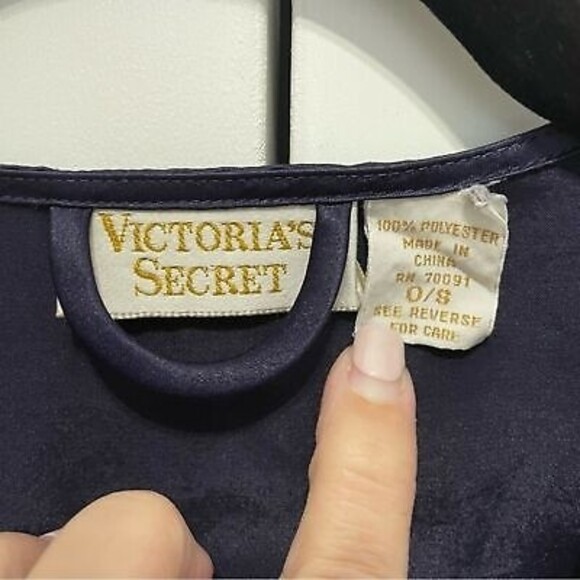 VICTORIA'S
SECRET
100% POLYESTER
MADE IN
CHINA
RN 70091
O/S
SEE REVERSE
FOR CARE